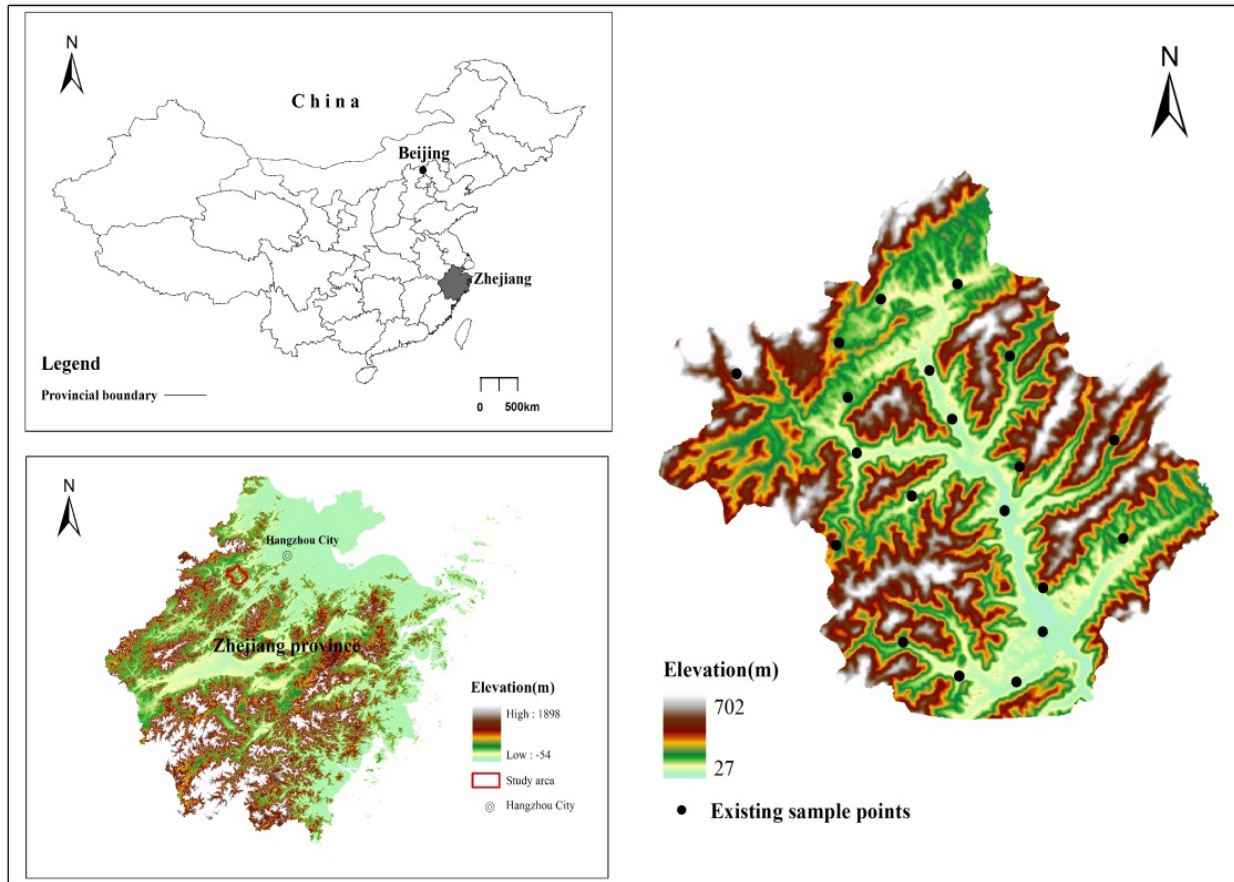 N
China
Beijing
Zhejiang
Legend
Provincial boundary
0 500km
N
Hangzhou City
Zhejiang province
Elevation(m)
High : 1898
Low : -54
Study area
Hangzhou City
N
Elevation(m)
702
27
Existing sample points